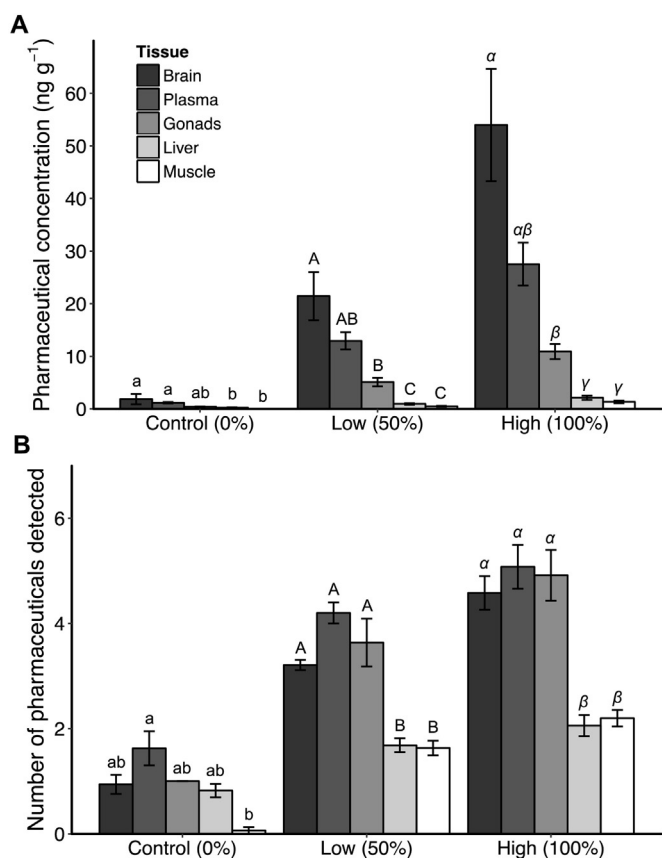 A
Pharmaceutical concentration (ng g⁻¹)
60
50
40
30
20
10
0
Tissue
Brain
Plasma
Gonads
Liver
Muscle
a a ab b b
A AB B C C
α αβ β γ γ
Control (0%) Low (50%) High (100%)
B
Number of pharmaceuticals detected
6
4
2
0
ab a ab ab b
A A A B B
α α α β β
Control (0%) Low (50%) High (100%)